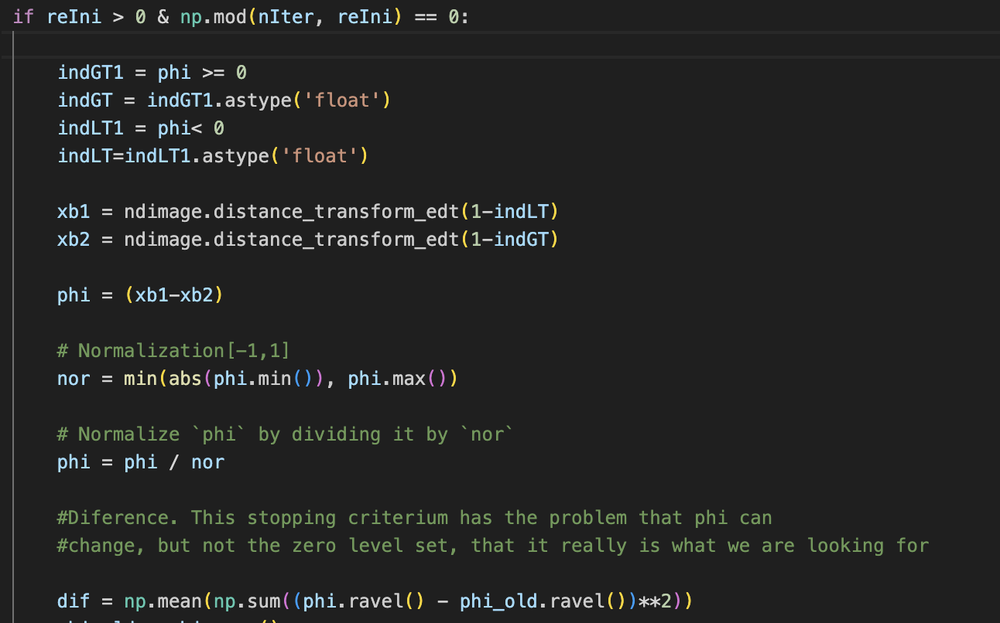 if reIni > 0 & np.mod(nIter, reIni) == 0:
indGT1 = phi >= 0
indGT = indGT1.astype('float')
indLT1 = phi< 0
indLT=indLT1.astype('float')
xb1 = ndimage.distance_transform_edt(1-indLT)
xb2 = ndimage.distance_transform_edt(1-indGT)
phi = (xb1-xb2)
# Normalization[-1,1]
nor = min(abs(phi.min()), phi.max())
# Normalize `phi` by dividing it by `nor`
phi = phi / nor
#Diference. This stopping criterium has the problem that phi can
#change, but not the zero level set, that it really is what we are looking for
dif = np.mean(np.sum((phi.ravel() - phi_old.ravel())**2))